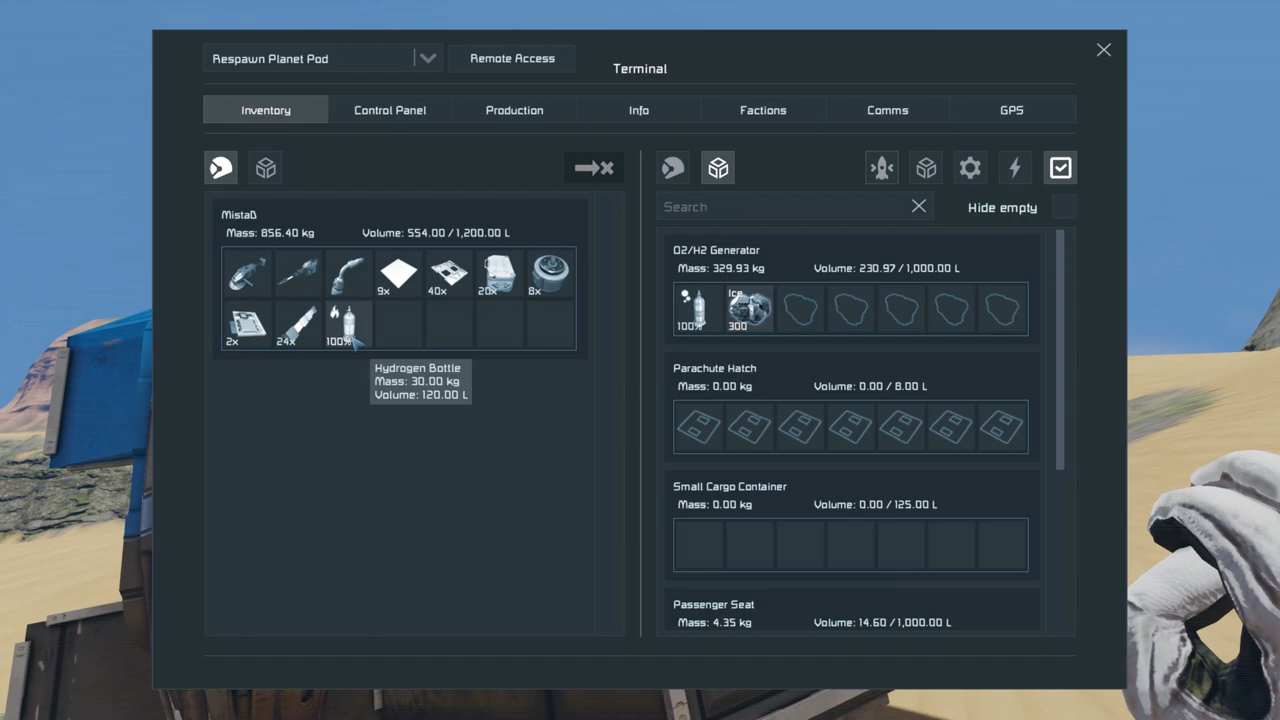 Respawn Planet Pod
Remote Access
Terminal
Inventory
Control Panel
Production
Info
Factions
Comms
GPS
MistaB
Mass: 856.40 kg
Volume: 554.00 / 1,200.00 L
9x
40x
20x
8x
2x
24x
100%
Hydrogen Bottle
Mass: 30.00 kg
Volume: 120.00 L
Search
Hide empty
O2/H2 Generator
Mass: 329.93 kg
Volume: 230.97 / 1,000.00 L
Ice
100%
300
Parachute Hatch
Mass: 0.00 kg
Volume: 0.00 / 8.00 L
Small Cargo Container
Mass: 0.00 kg
Volume: 0.00 / 125.00 L
Passenger Seat
Mass: 4.35 kg
Volume: 14.60 / 1,000.00 L